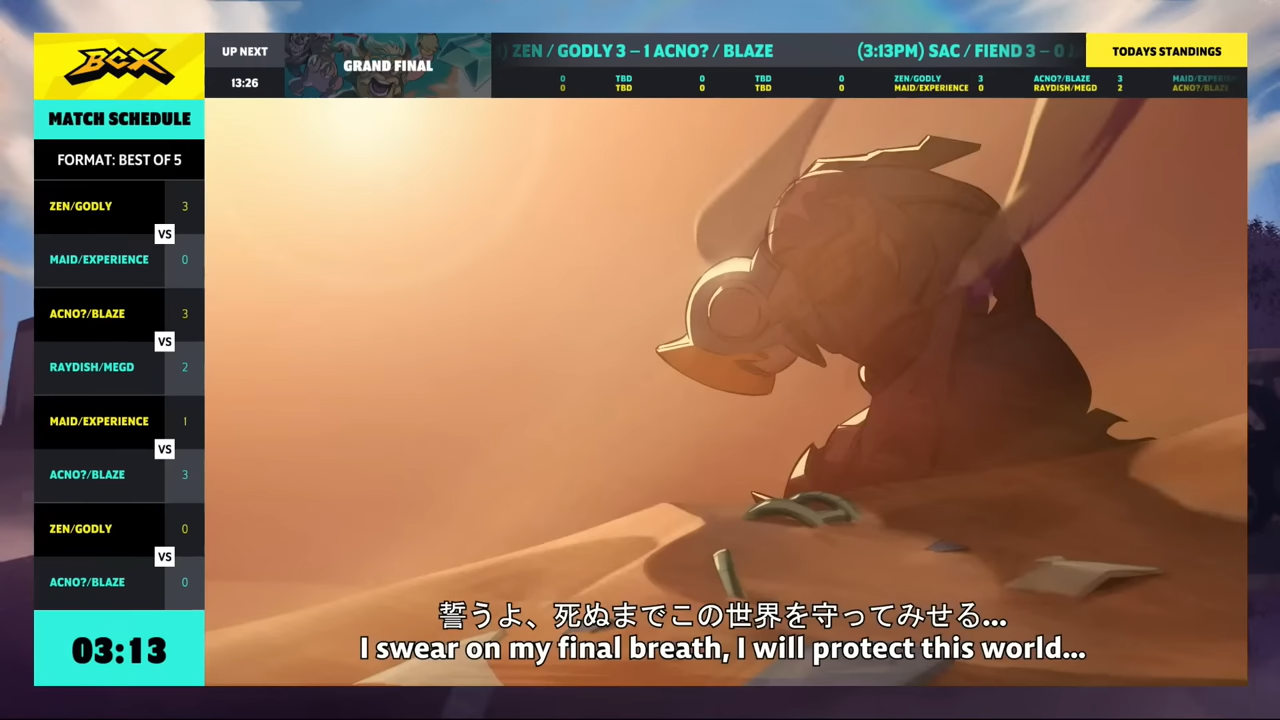 BCX
UP NEXT
13:26
GRAND FINAL
) ZEN / GODLY 3 – 1 ACNO? / BLAZE
(3:13PM) SAC / FIEND 3 – 0
TODAYS STANDINGS
0 TBD 0 TBD 0 ZEN/GODLY 3 ACNO?/BLAZE 3 MAID/EXPERIEN
0 TBD 0 TBD 0 MAID/EXPERIENCE 0 RAYDISH/MEGD 2 ACNO?/BLAZE
MATCH SCHEDULE
FORMAT: BEST OF 5
ZEN/GODLY 3
VS
MAID/EXPERIENCE 0
ACNO?/BLAZE 3
VS
RAYDISH/MEGD 2
MAID/EXPERIENCE 1
VS
ACNO?/BLAZE 3
ZEN/GODLY 0
VS
ACNO?/BLAZE 0
03:13
誓うよ、死ぬまでこの世界を守ってみせる...
I swear on my final breath, I will protect this world...